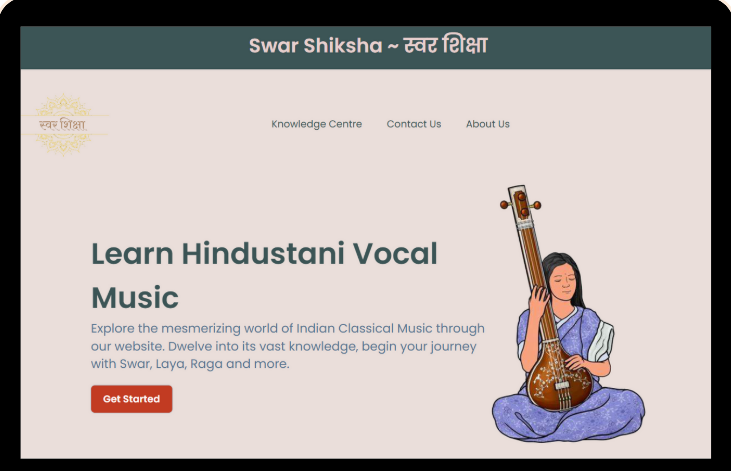 Swar Shiksha ~ स्वर शिक्षा
स्वर शिक्षा
Knowledge Centre Contact Us About Us
Learn Hindustani Vocal
Music
Explore the mesmerizing world of Indian Classical Music through
our website. Dwelve into its vast knowledge, begin your journey
with Swar, Laya, Raga and more.
Get Started